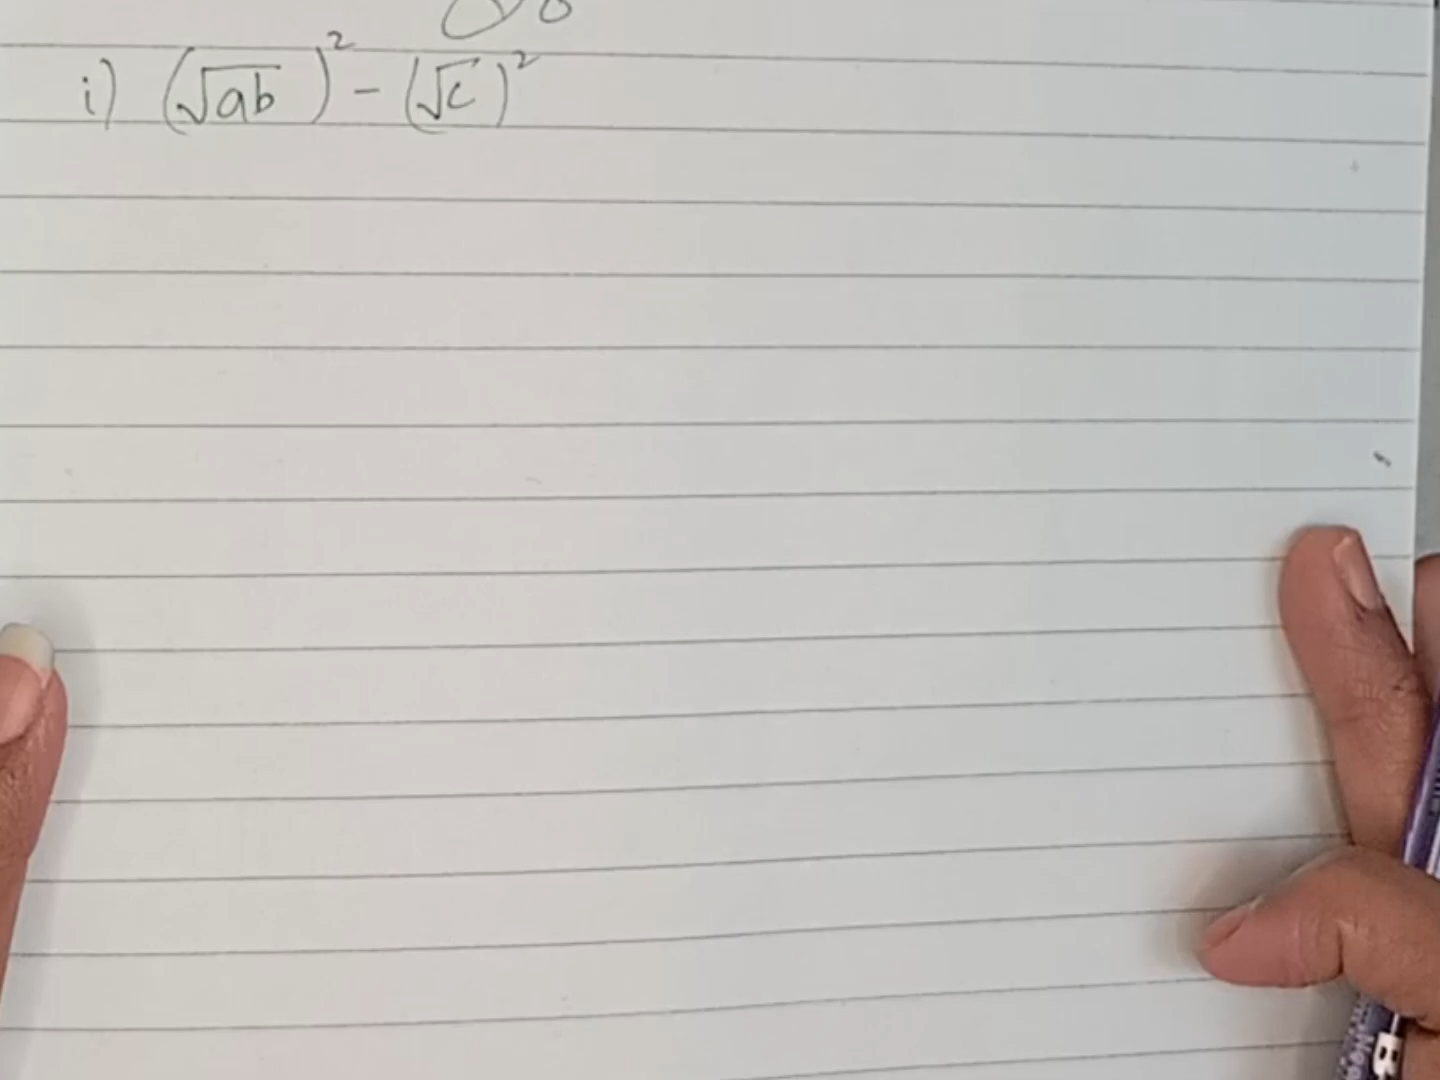 i) (√ab)² - (√c)²